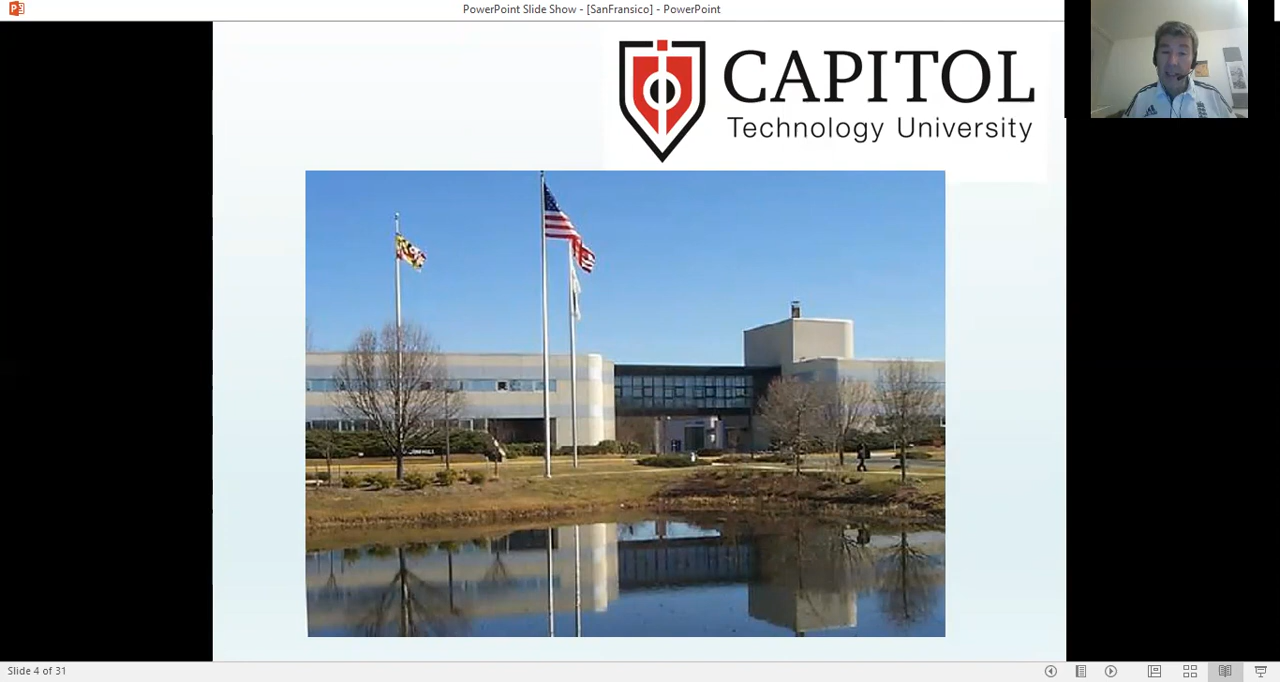 PowerPoint Slide Show - [SanFransico] - PowerPoint
CAPITOL
Technology University
Slide 4 of 31